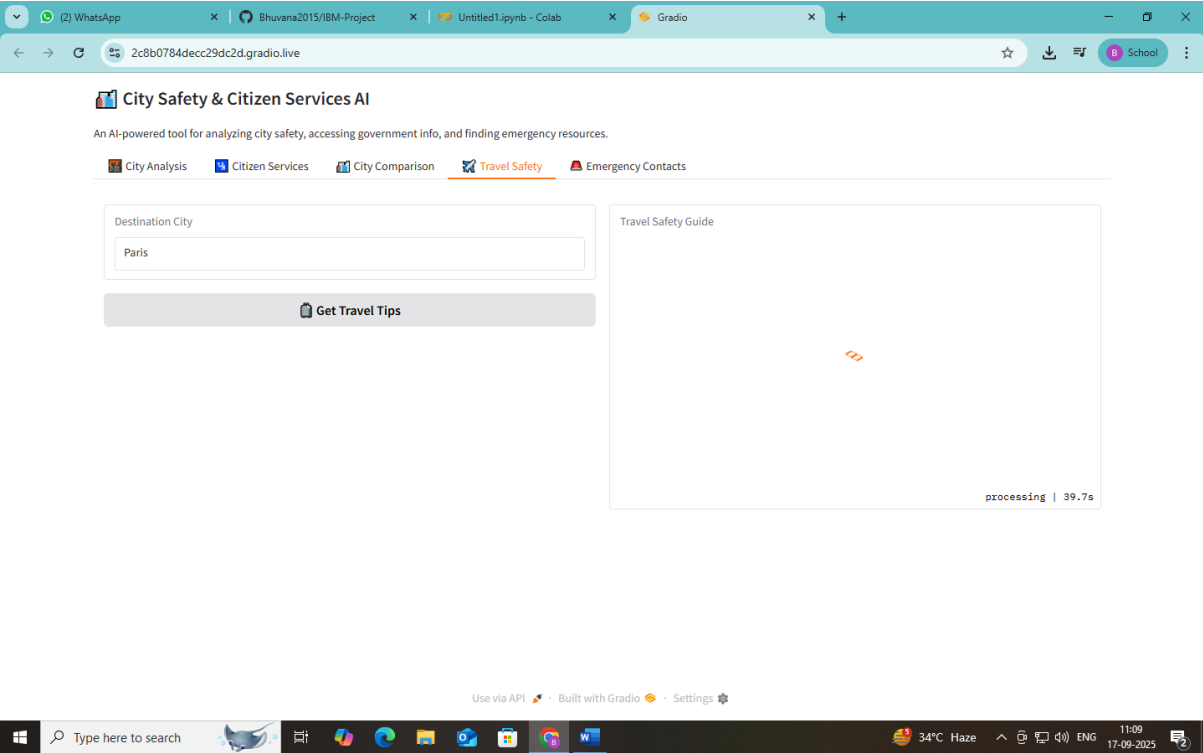 (2) WhatsApp
Bhuvana2015/IBM-Project
Untitled1.ipynb - Colab
Gradio
2c8b0784decc29dc2d.gradio.live
B School
City Safety & Citizen Services AI
An AI-powered tool for analyzing city safety, accessing government info, and finding emergency resources.
City Analysis Citizen Services City Comparison Travel Safety Emergency Contacts
Destination City
Paris
Get Travel Tips
Travel Safety Guide
processing | 39.7s
Use via API · Built with Gradio · Settings
Type here to search
5
34°C Haze
ENG
11:09
17-09-2025
2